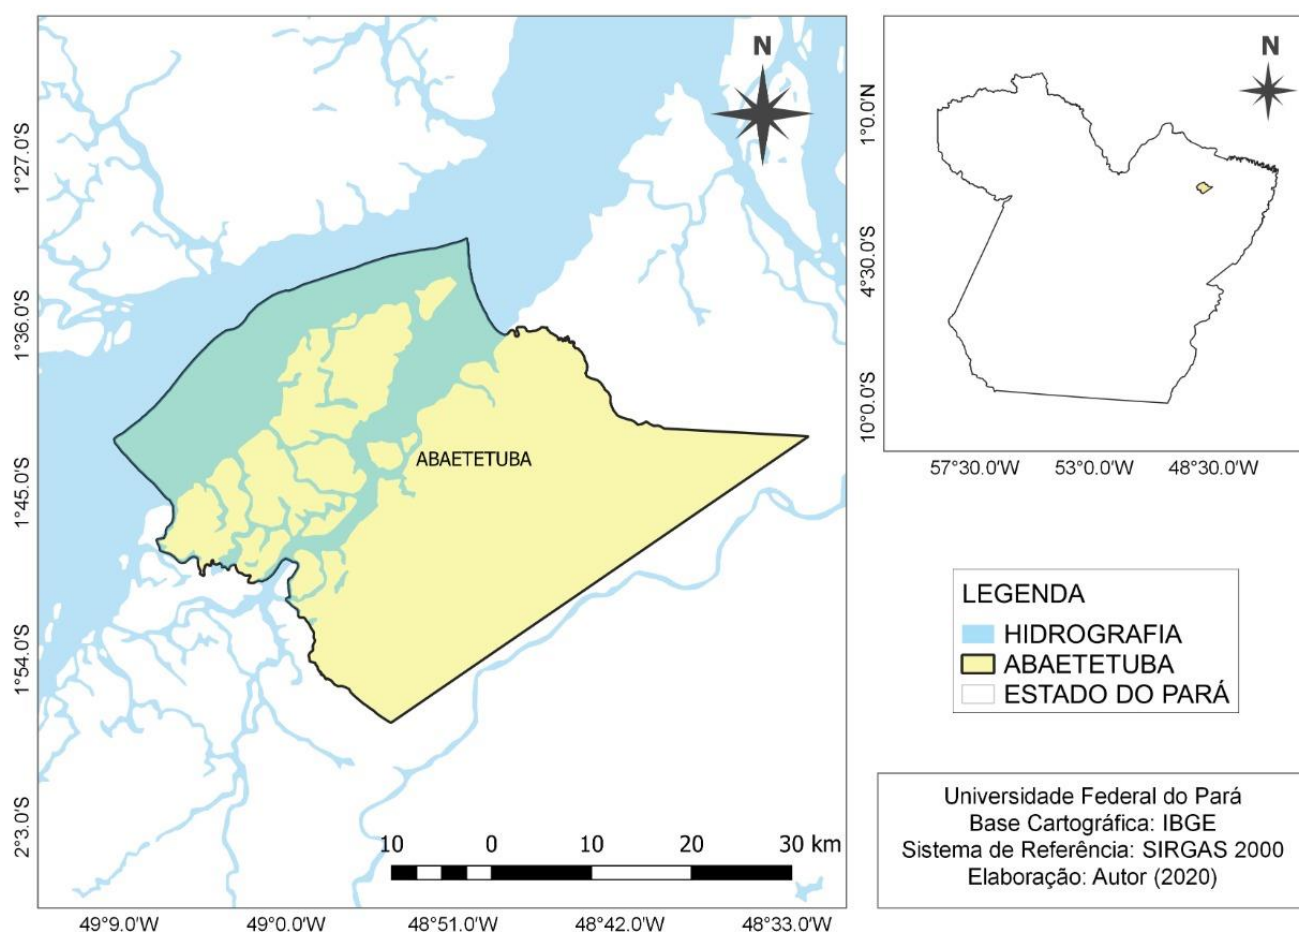 N
1°27.0'S
1°36.0'S
1°45.0'S
1°54.0'S
2°3.0'S
ABAETETUBA
10 0 10 20 30 km
49°9.0'W 49°0.0'W 48°51.0'W 48°42.0'W 48°33.0'W
N
1°0.0'N
4°30.0'S
10°0.0'S
57°30.0'W 53°0.0'W 48°30.0'W
LEGENDA
HIDROGRAFIA
ABAETETUBA
ESTADO DO PARÁ
Universidade Federal do Pará
Base Cartográfica: IBGE
Sistema de Referência: SIRGAS 2000
Elaboração: Autor (2020)